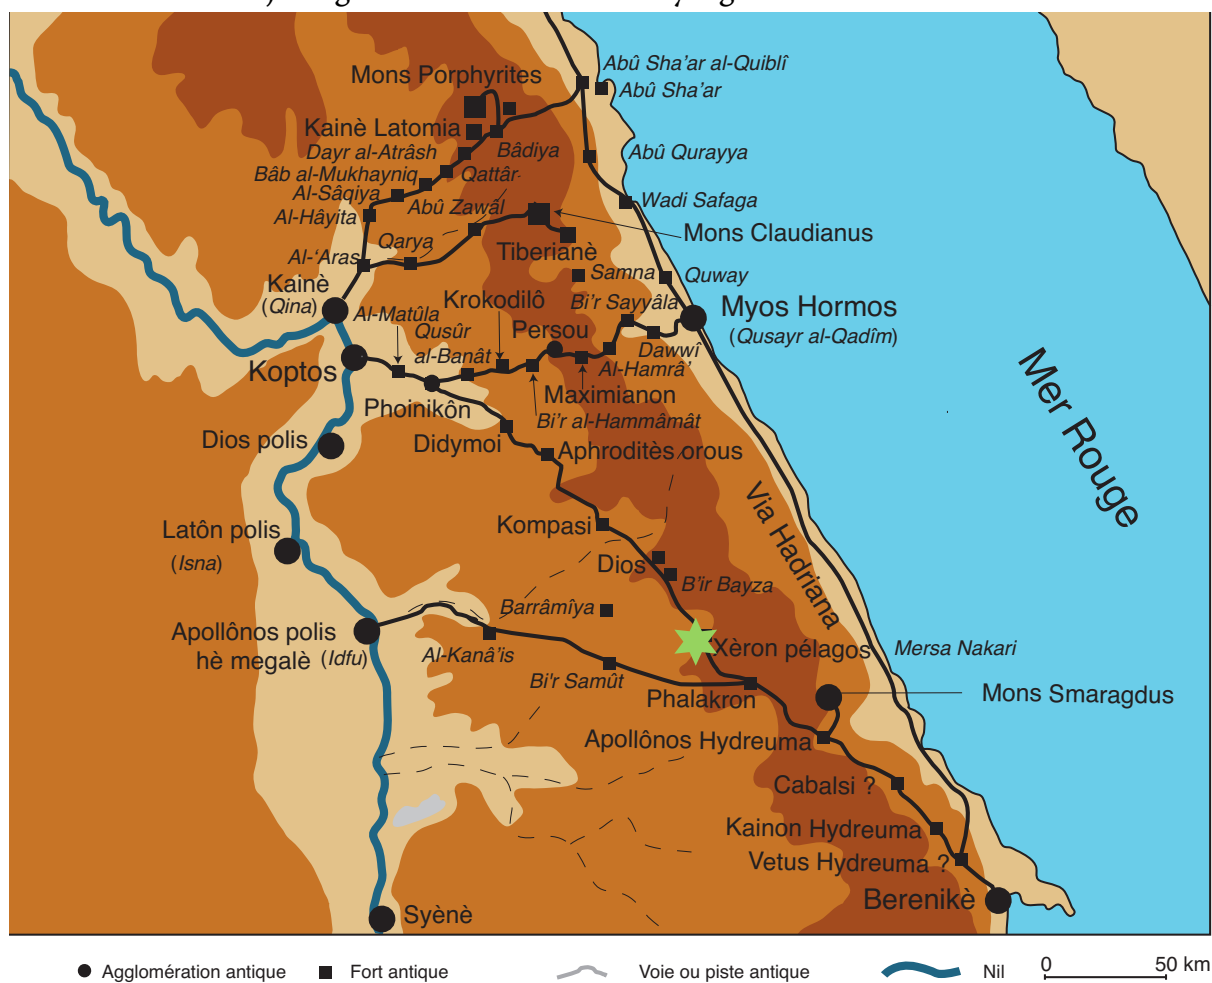 Abû Sha'ar al-Quiblî
Mons Porphyrites
Abû Sha'ar
Kainè Latomia
Bâdiya
Abû Qurayya
Dayr al-Atrâsh
Bâb al-Mukhayniq
Qattâr
Al-Sâqiya
Abû Zawâl
Wadi Safaga
Al-Hâyita
Mons Claudianus
Qarya
Tiberianè
Al-'Aras
Samna
Quway
Kainè
(Qina)
Krokodilô
Bi'r Sayyâla
Myos Hormos
(Qusayr al-Qadîm)
Al-Matûla
Qusûr
al-Banât
Persou
Dawwî
Al-Hamrâ'
Koptos
Maximianon
Mer Rouge
Phoinikôn
Bi'r al-Hammâmât
Dios polis
Didymoi
Aphroditès orous
Via Hadriana
Latôn polis
(Isna)
Kompasi
Dios
B'ir Bayza
Barrâmîya
Apollônos polis
hè megalè (Idfu)
Al-Kanâ'is
Xèron pélagos
Mersa Nakari
Bi'r Samût
Phalakron
Mons Smaragdus
Apollônos Hydreuma
Cabalsi ?
Kainon Hydreuma
Vetus Hydreuma ?
Berenikè
Syènè
Agglomération antique
Fort antique
Voie ou piste antique
Nil
0 50 km